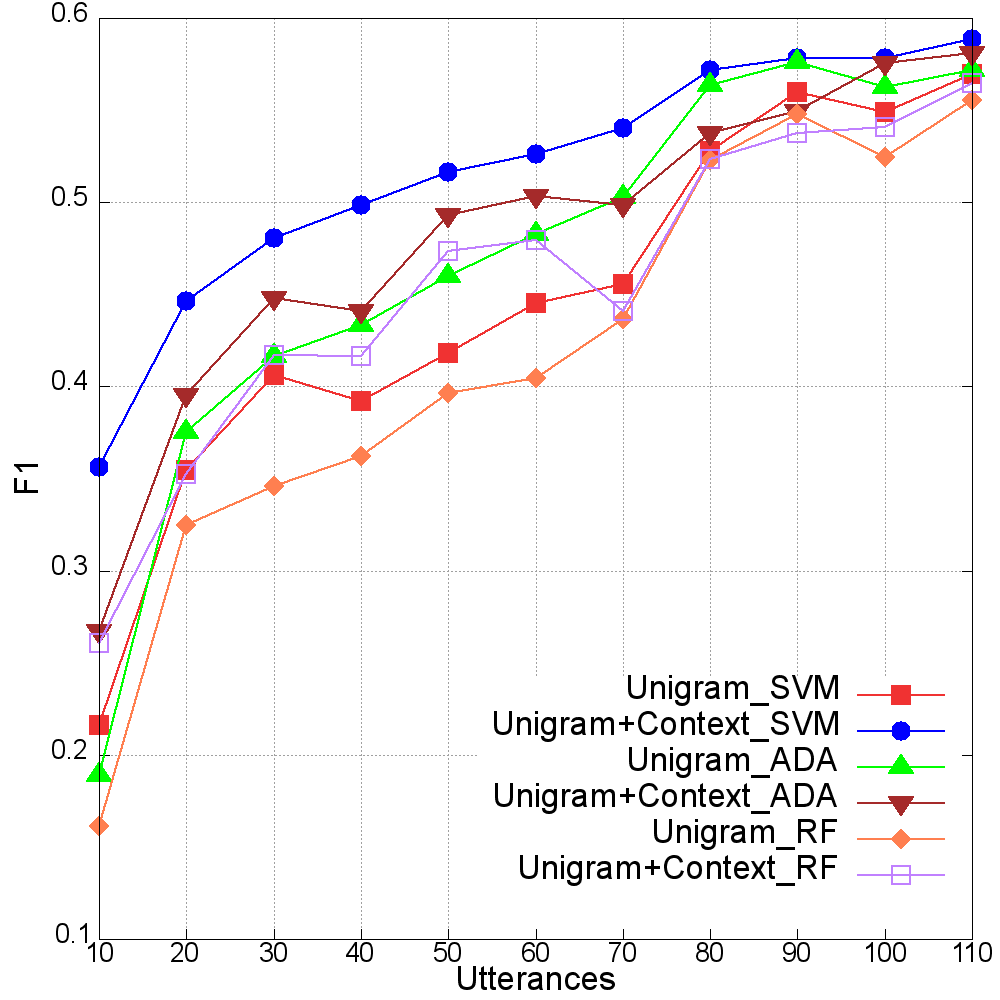 0.6
0.5
0.4
0.3
0.2
0.1
F1
10 20 30 40 50 60 70 80 90 100 110
Utterances
Unigram_SVM
Unigram+Context_SVM
Unigram_ADA
Unigram+Context_ADA
Unigram_RF
Unigram+Context_RF